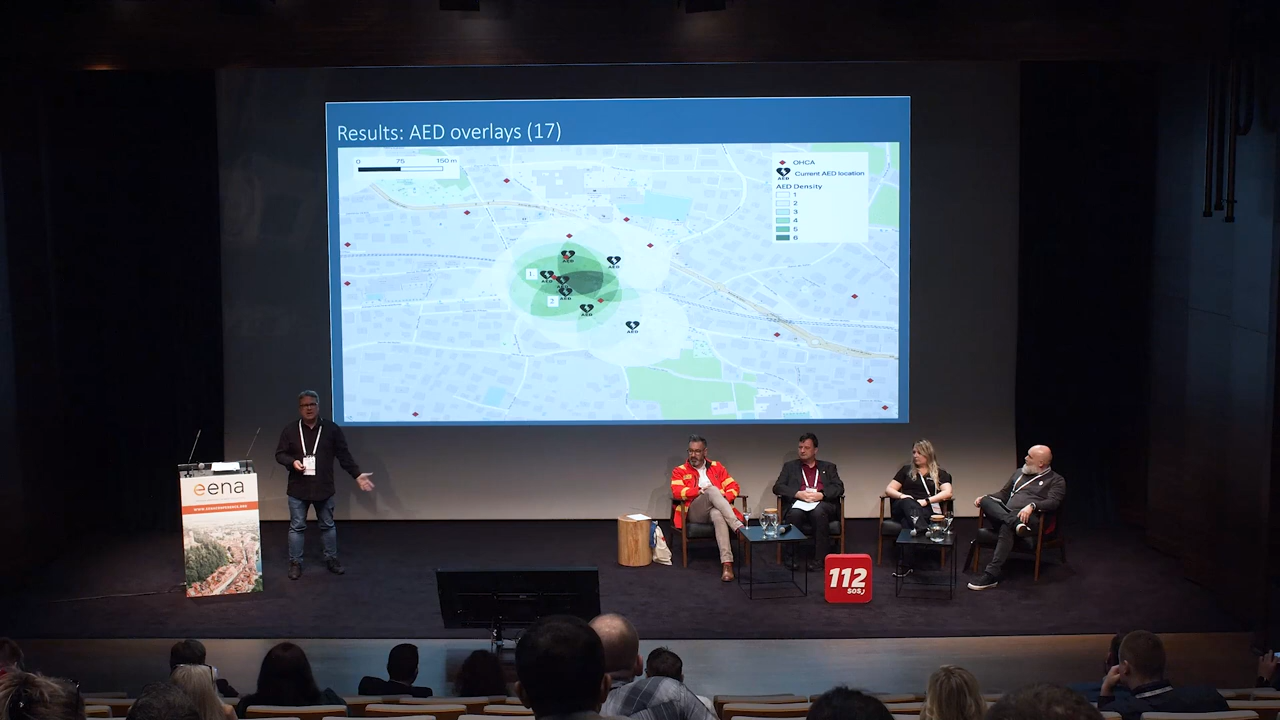 Results: AED overlays (17)
0 75 150 m
OHCA
Current AED location
AED
AED Density
1
2
3
4
5
6
AED
AED
1
AED
2
AED
AED
AED
eena
112
SOS